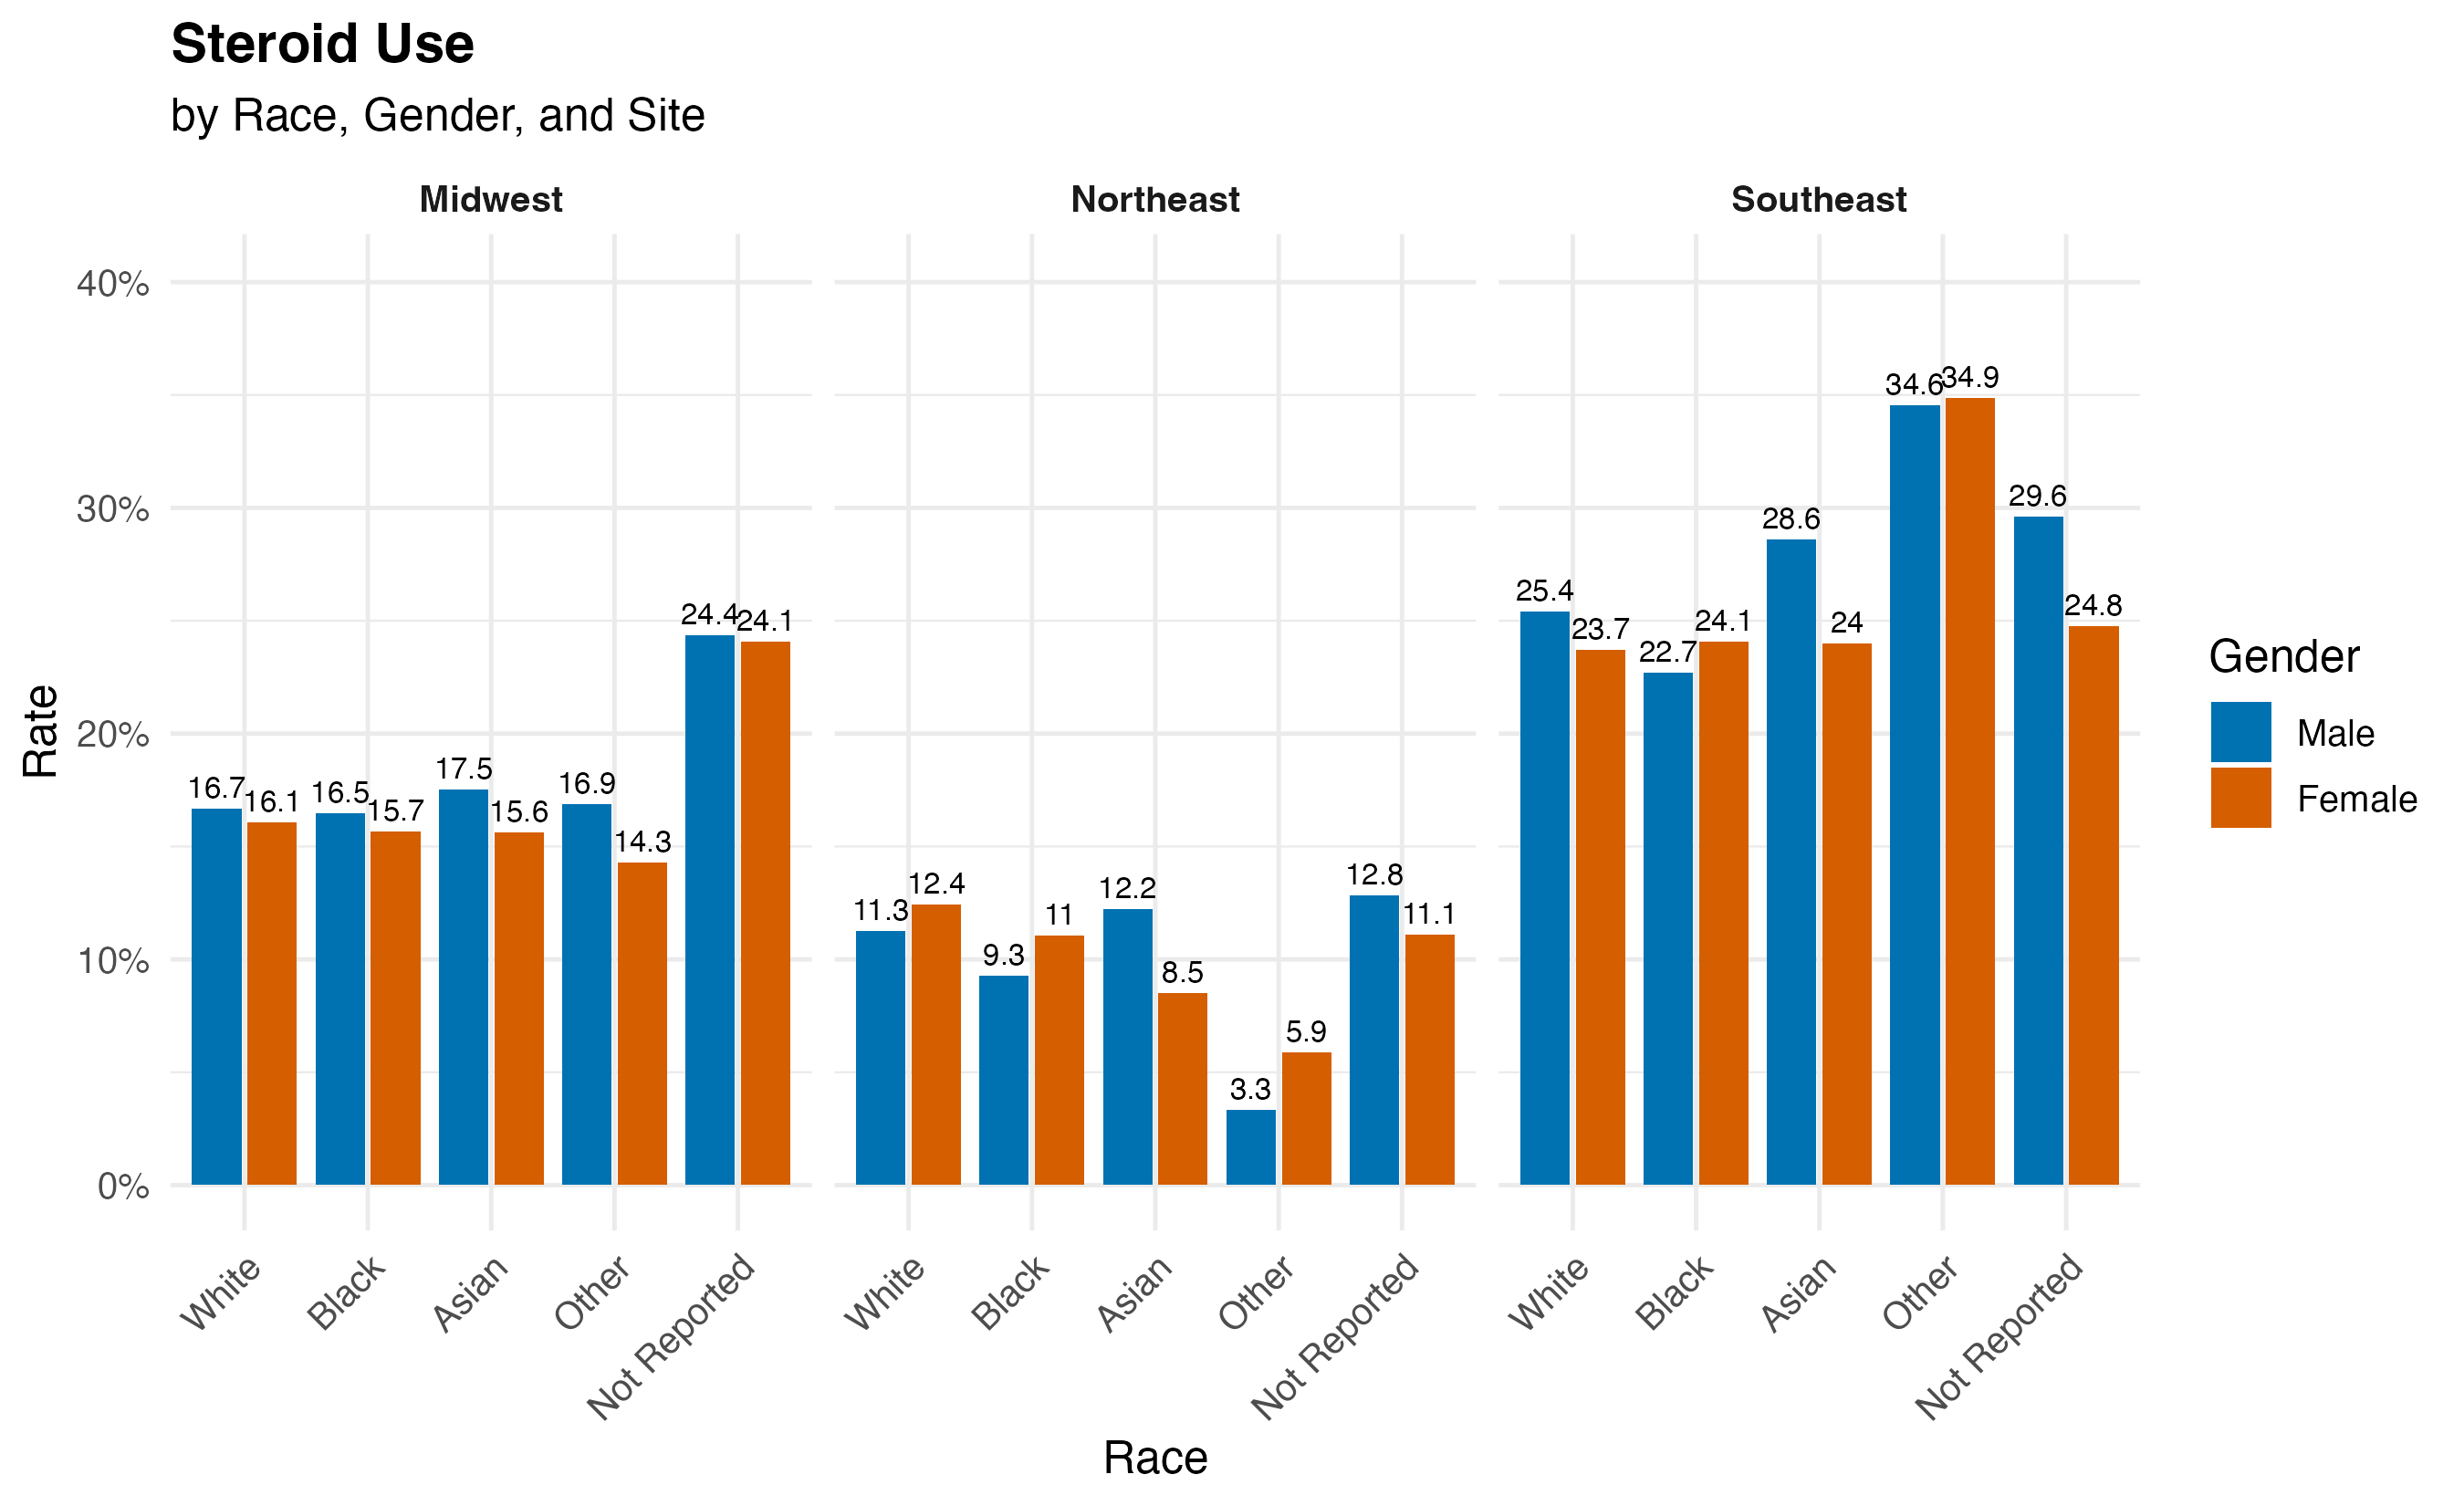 Steroid Use
by Race, Gender, and Site
Midwest
Northeast
Southeast
Rate
40%
30%
20%
10%
0%
16.7
16.1
16.5
15.7
17.5
15.6
16.9
14.3
24.4
24.1
11.3
12.4
9.3
11
12.2
8.5
3.3
5.9
12.8
11.1
25.4
23.7
22.7
24.1
28.6
24
34.6
34.9
29.6
24.8
White
Black
Asian
Other
Not Reported
White
Black
Asian
Other
Not Reported
White
Black
Asian
Other
Not Reported
Race
Gender
Male
Female